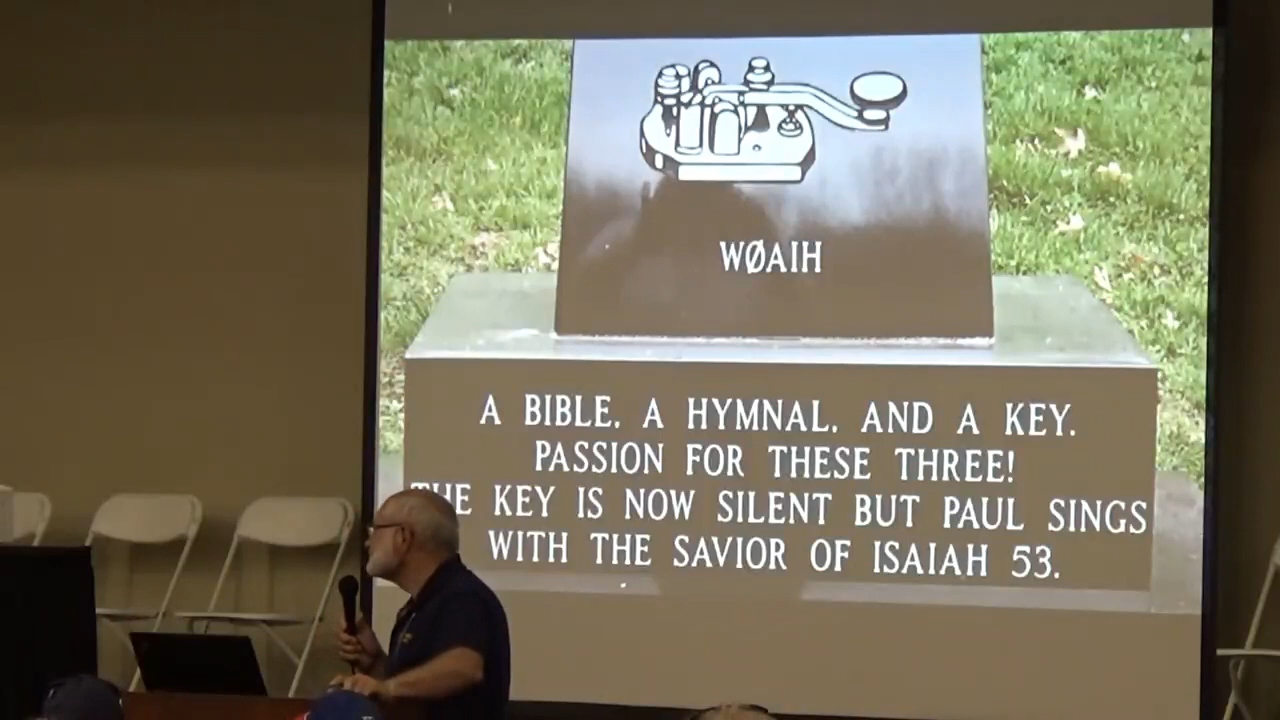 WØAIH
A BIBLE. A HYMNAL. AND A KEY.
PASSION FOR THESE THREE!
THE KEY IS NOW SILENT BUT PAUL SINGS
WITH THE SAVIOR OF ISAIAH 53.